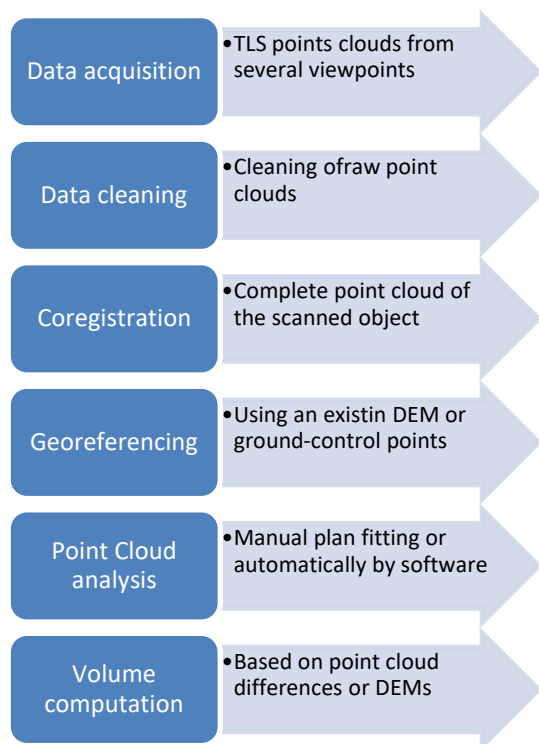 Data acquisition
•TLS points clouds from
several viewpoints
Data cleaning
•Cleaning ofraw point
clouds
Coregistration
•Complete point cloud of
the scanned object
Georeferencing
•Using an existin DEM or
ground-control points
Point Cloud
analysis
•Manual plan fitting or
automatically by software
Volume
computation
•Based on point cloud
differences or DEMs